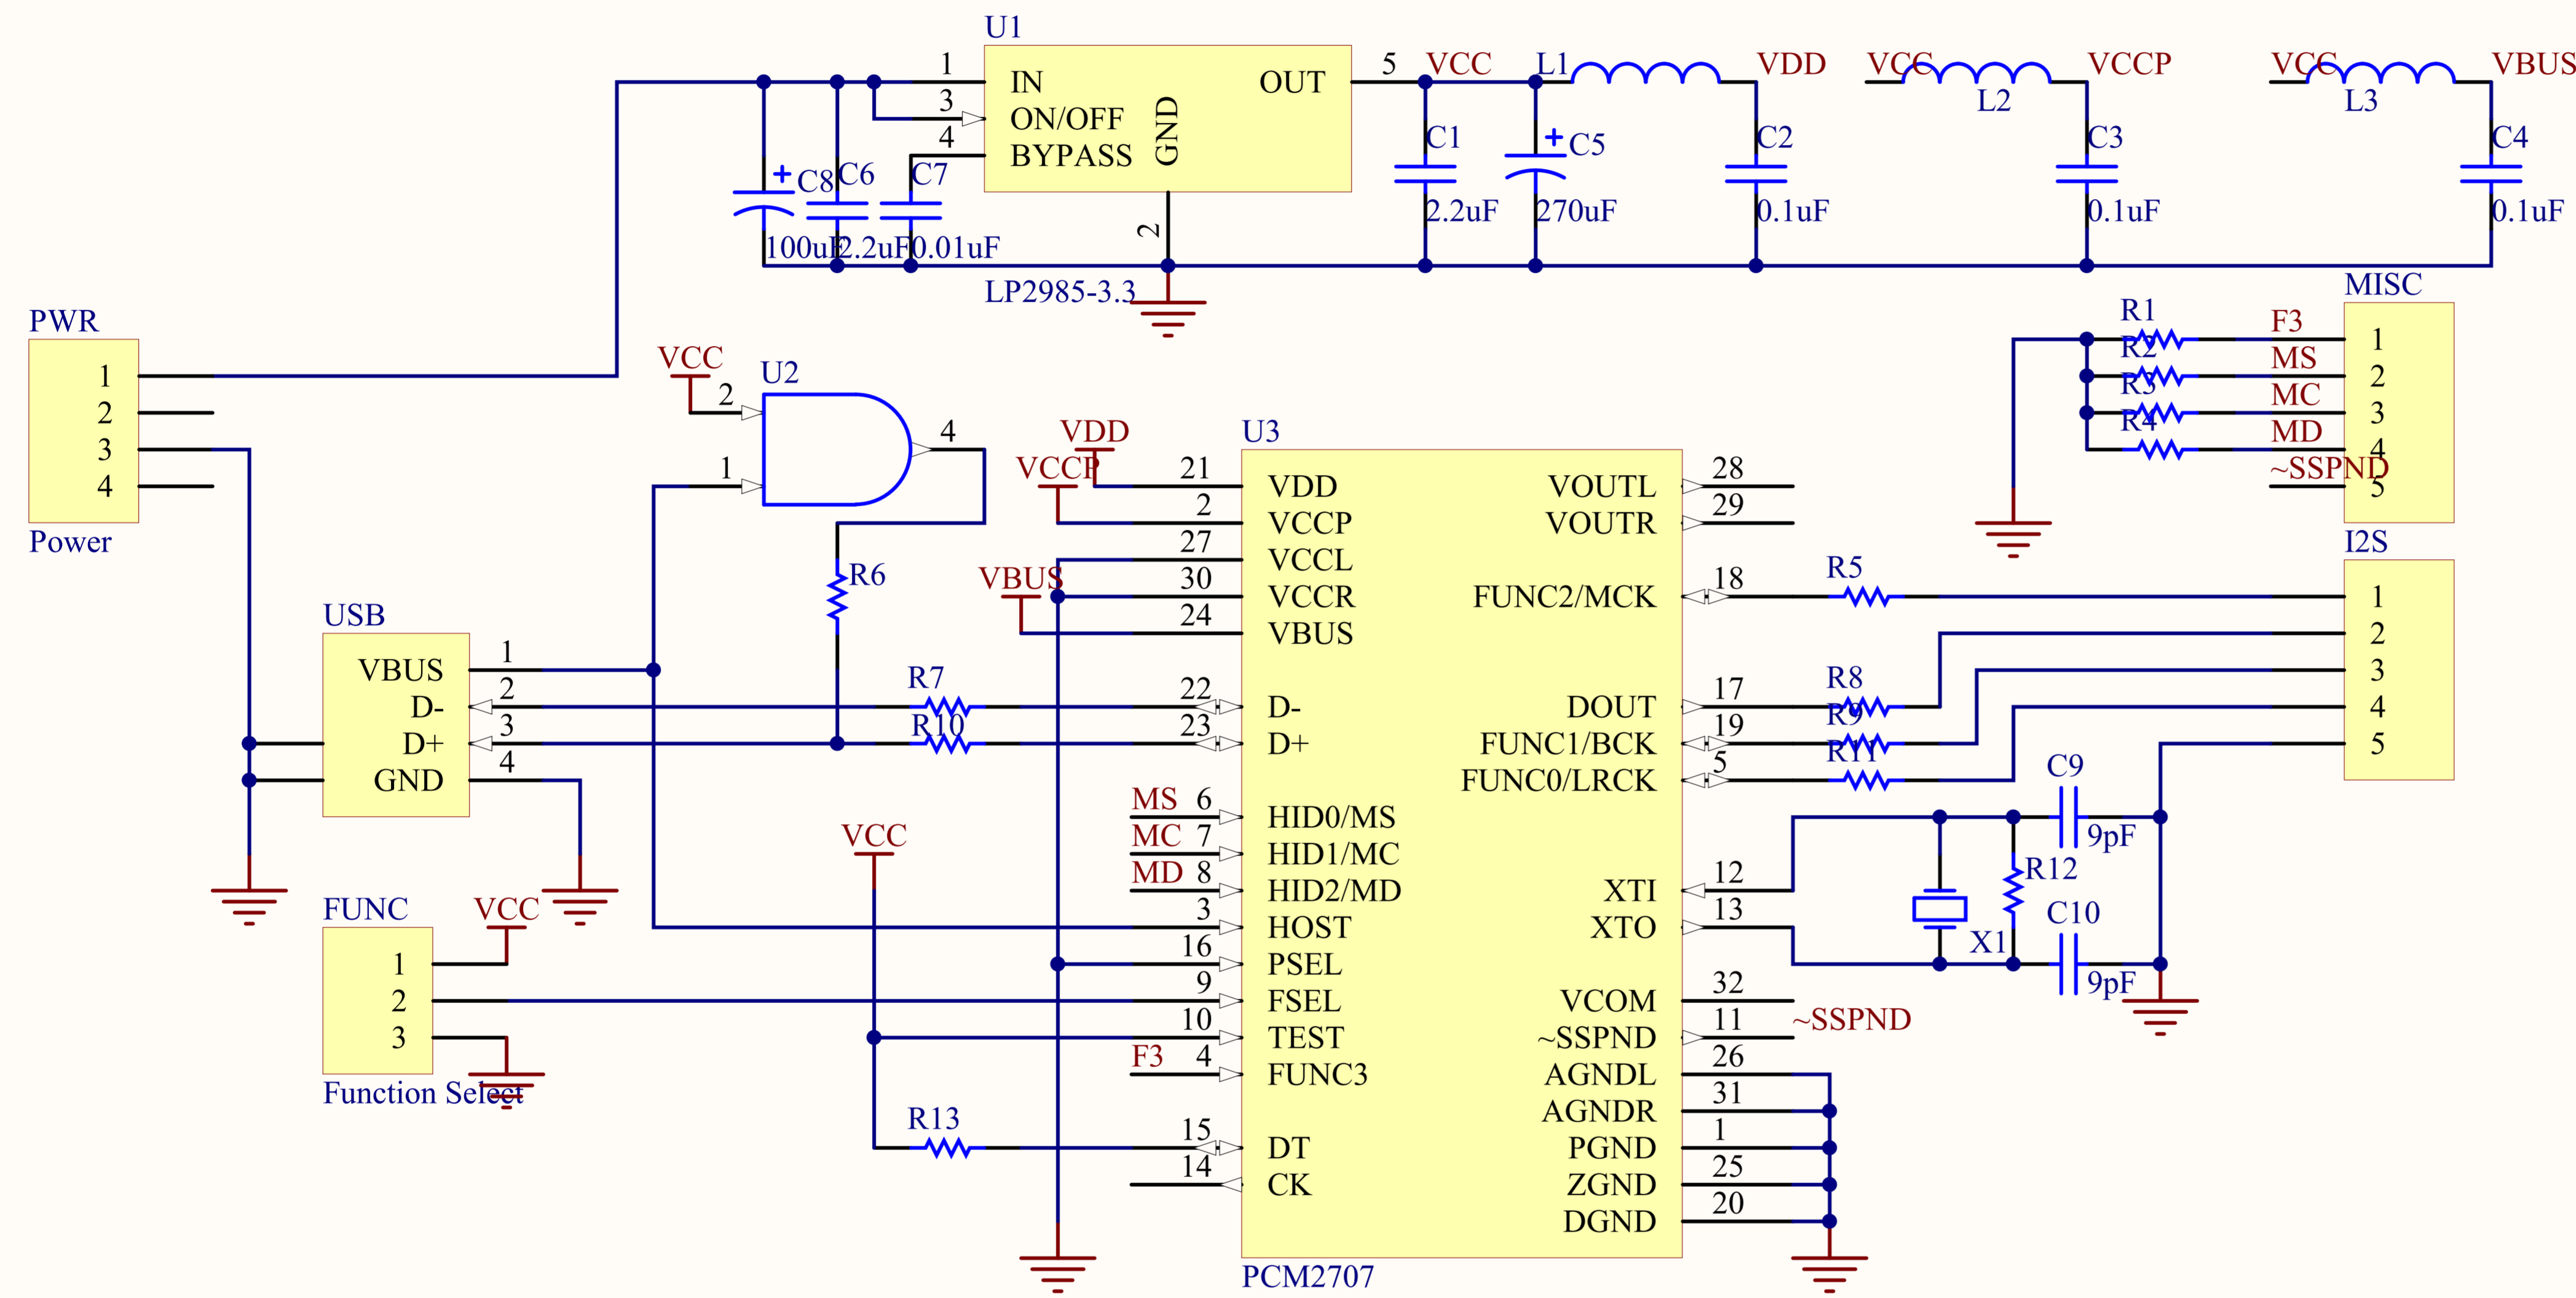 U1
1
IN
3
ON/OFF
4
BYPASS
GND
2
OUT
5
LP2985-3.3
VCC
L1
VDD
VCC
L2
VCCP
VCC
L3
VBUS
C8
100uF
C6
2.2uF
C7
0.01uF
C1
2.2uF
C5
270uF
C2
0.1uF
C3
0.1uF
C4
0.1uF
PWR
1
2
3
4
Power
VCC
U2
2
1
4
R6
MISC
R1
F3
1
R2
MS
2
R3
MC
3
R4
MD
4
~SSPND
5
USB
VBUS
1
D-
2
D+
3
GND
4
R7
R10
VDD
VCCP
VBUS
U3
21
VDD
2
VCCP
27
VCCL
30
VCCR
24
VBUS
22
D-
23
D+
MS
6
HID0/MS
MC
7
HID1/MC
MD
8
HID2/MD
3
HOST
16
PSEL
9
FSEL
10
TEST
F3
4
FUNC3
15
DT
14
CK
VOUTL
28
VOUTR
29
FUNC2/MCK
18
DOUT
17
FUNC1/BCK
19
FUNC0/LRCK
5
XTI
12
XTO
13
VCOM
32
~SSPND
11
~SSPND
AGNDL
26
AGNDR
31
PGND
1
ZGND
25
DGND
20
PCM2707
I2S
1
2
3
4
5
R5
R8
R9
R11
C9
9pF
R12
C10
9pF
X1
VCC
R13
FUNC
VCC
1
2
3
Function Select